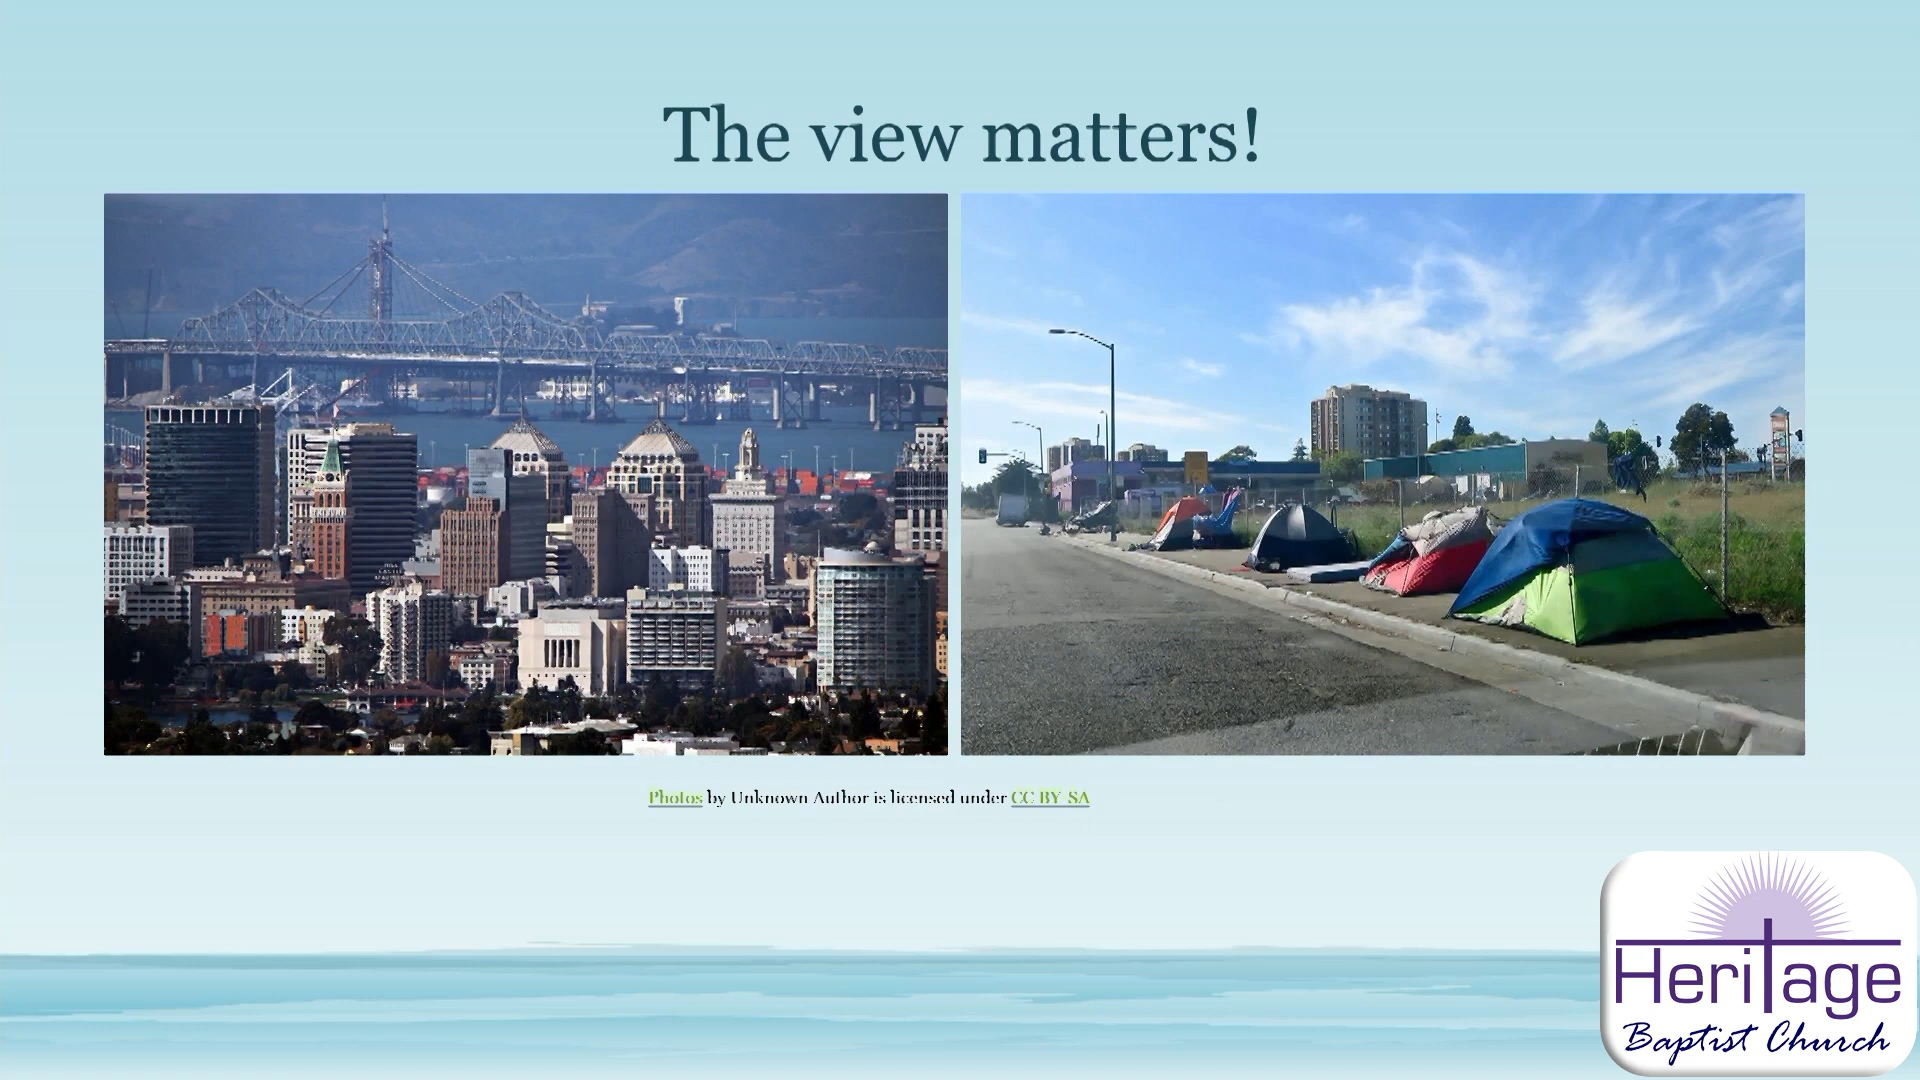 The view matters!
Photos by Unknown Author is licensed under CC BY-SA
Heritage
Baptist Church